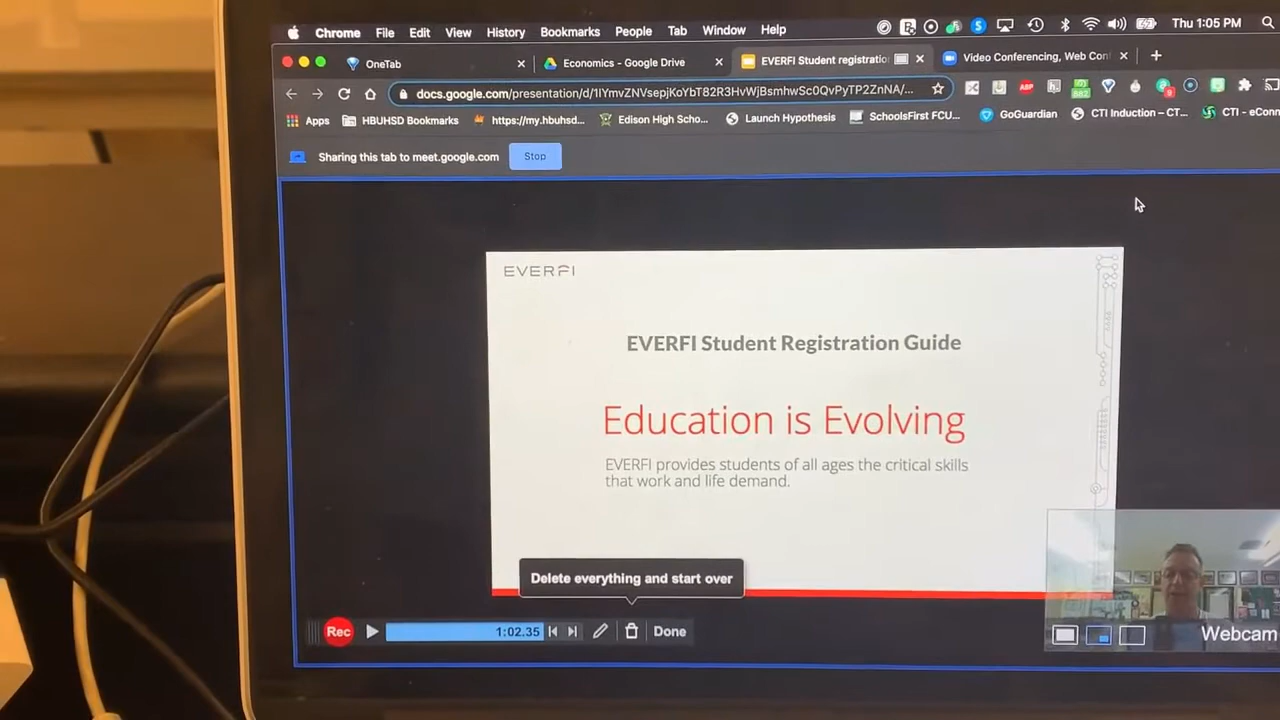 Chrome File Edit View History Bookmarks People Tab Window Help Thu 1:05 PM
OneTab Economics - Google Drive EVERFI Student registratio Video Conferencing, Web Con
docs.google.com/presentation/d/1IYmvZNVsepjKoYbT82R3HvWjBsmhwSc0QvPyTP2ZnNA/...
Apps HBUHSD Bookmarks https://my.hbuhsd... Edison High Scho... Launch Hypothesis SchoolsFirst FCU... GoGuardian CTI Induction – CT... CTI - eConn
Sharing this tab to meet.google.com Stop
EVERFI
EVERFI Student Registration Guide
Education is Evolving
EVERFI provides students of all ages the critical skills
that work and life demand.
Delete everything and start over
Rec 1:02.35 Done
Webcam